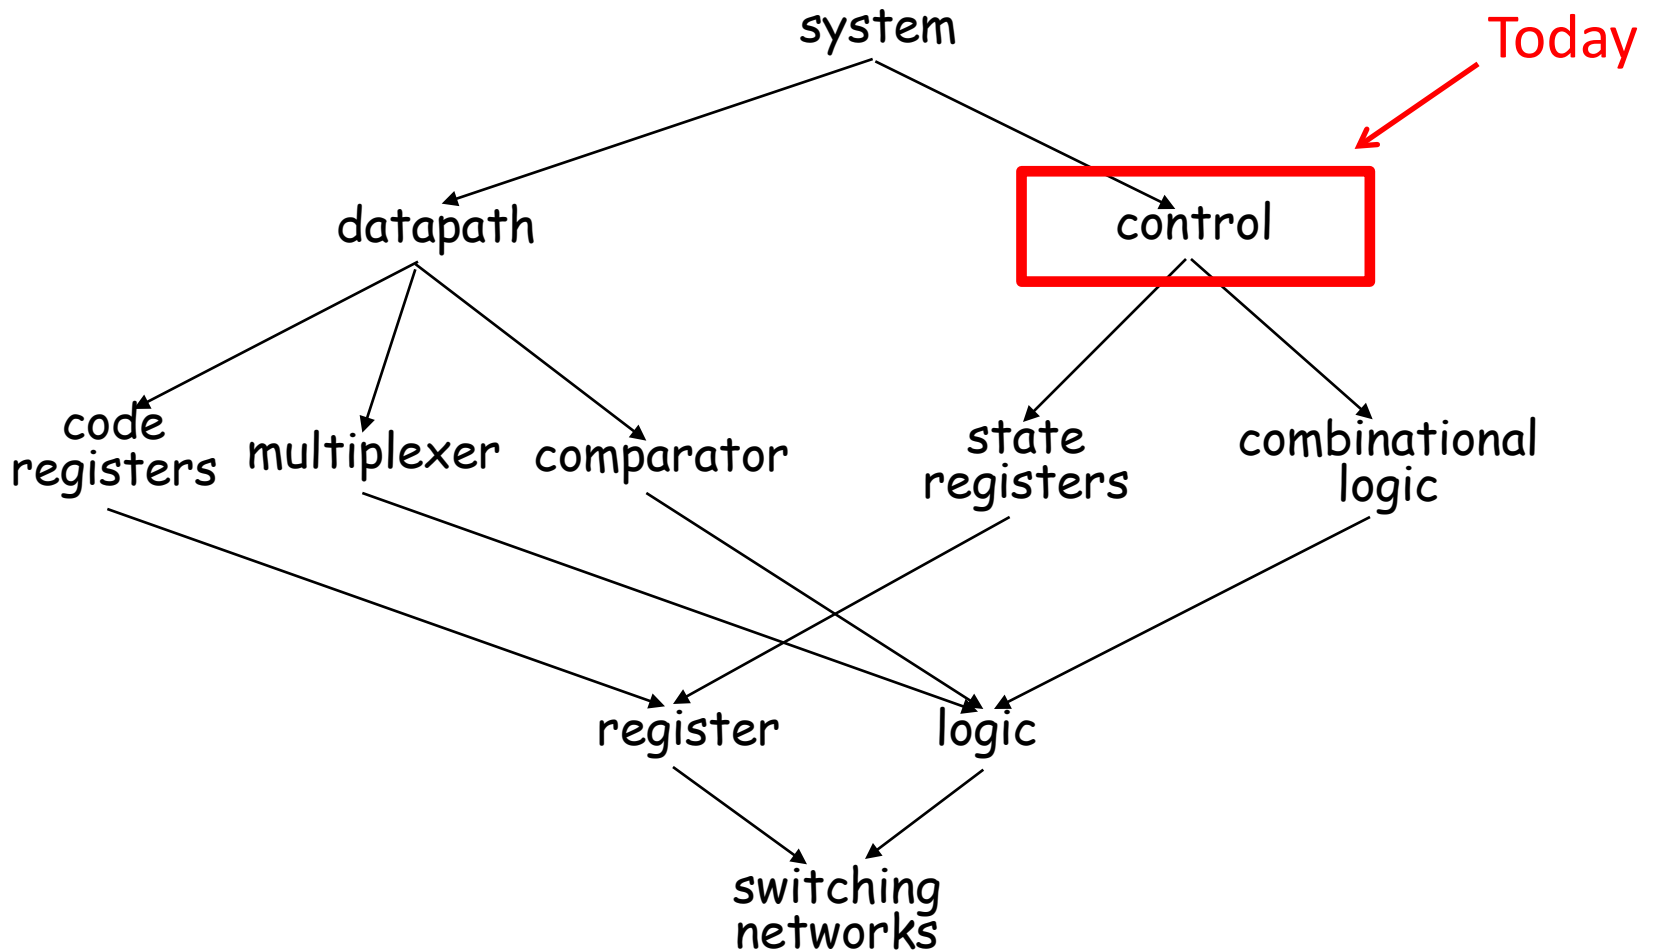 system
Today
datapath
control
code
registers
multiplexer
comparator
state
registers
combinational
logic
register
logic
switching
networks